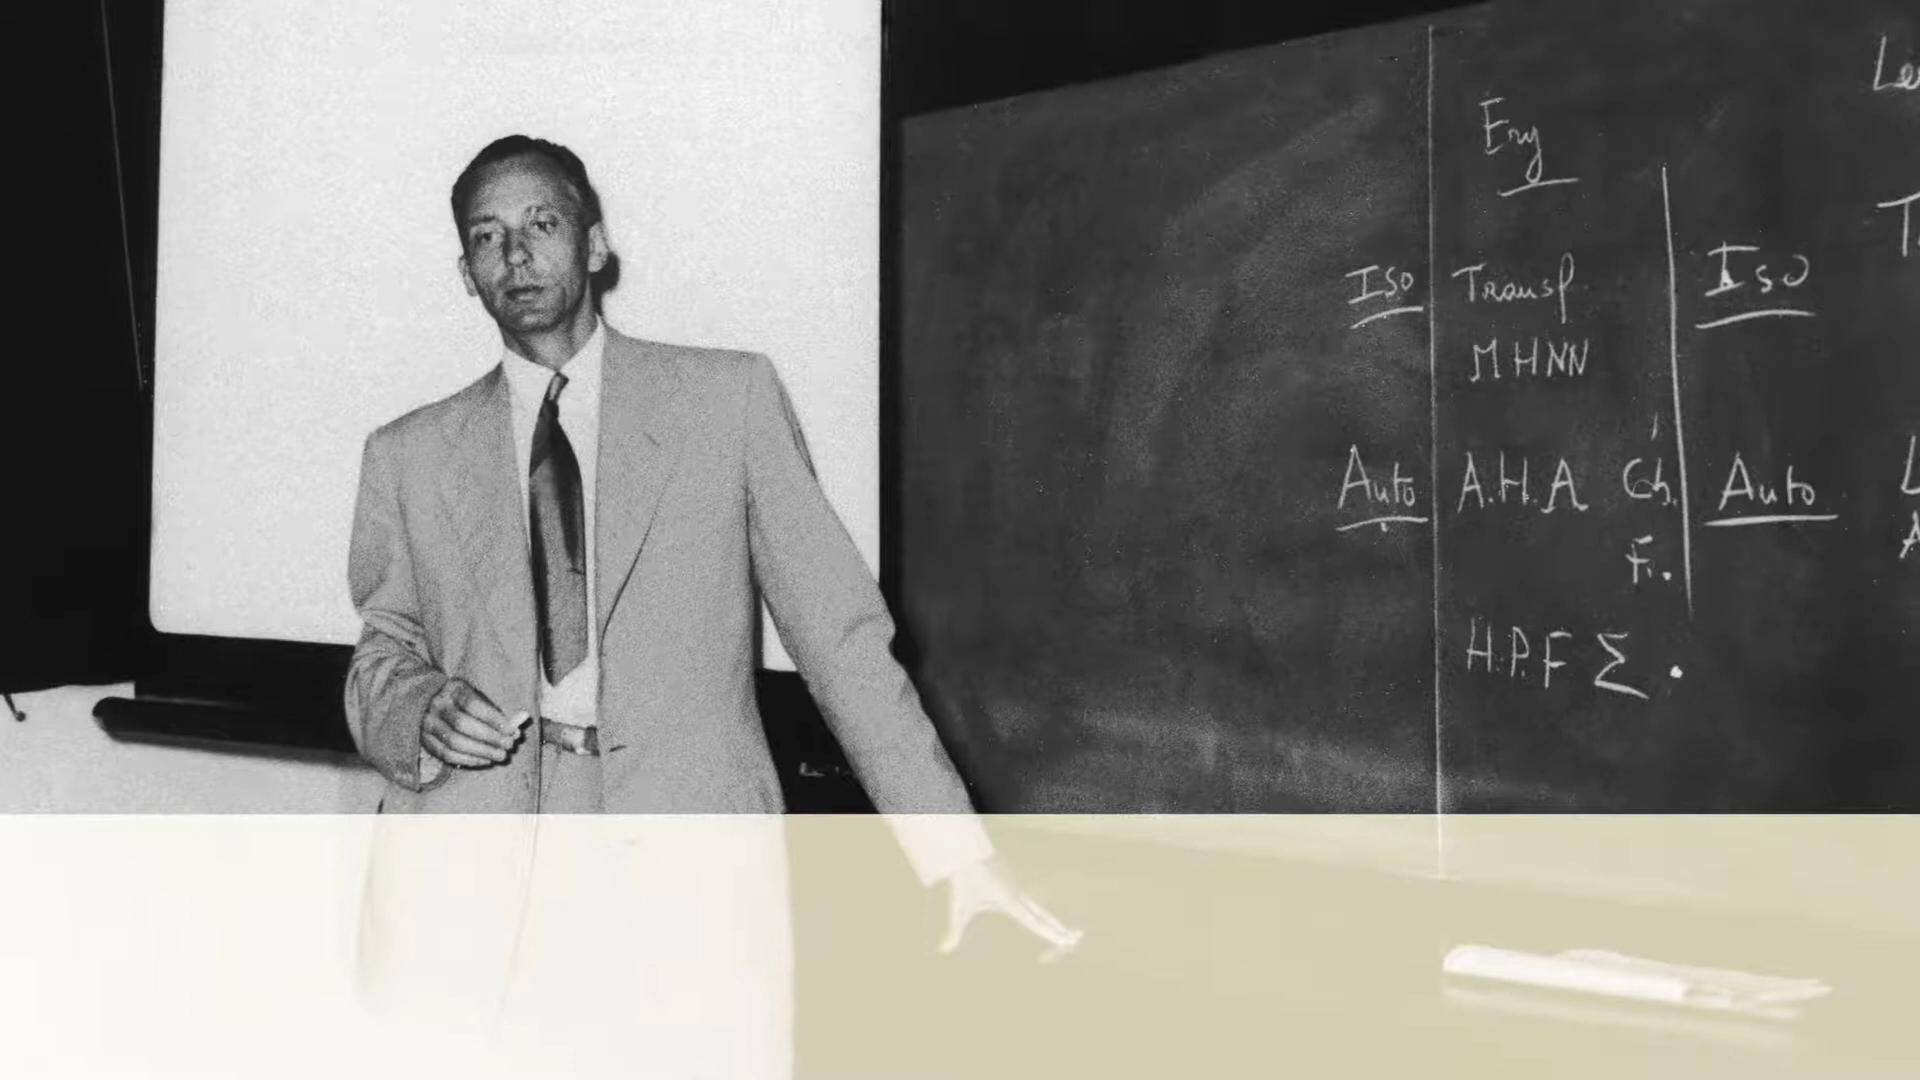 Ery
Iso Transf Iso
MHNN
Auto A.H.A Ch. Auto
F.
H.P.F Σ.